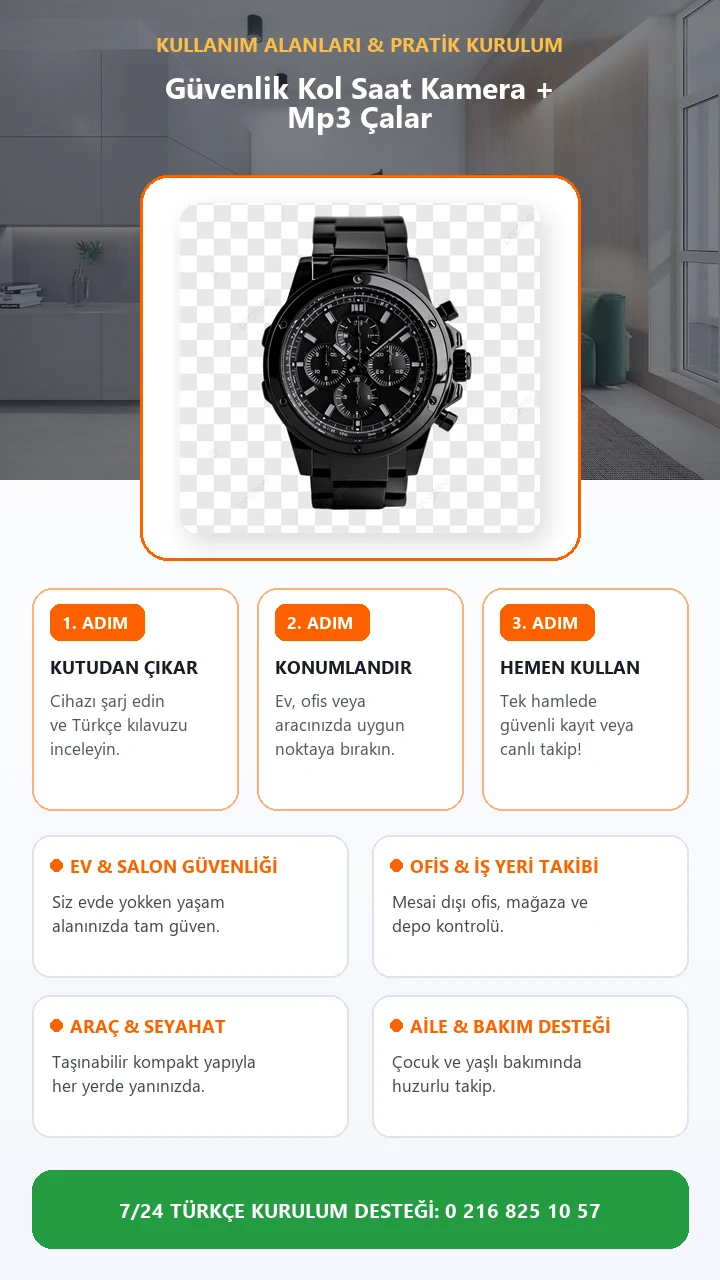 KULLANIM ALANLARI & PRATİK KURULUM
Güvenlik Kol Saat Kamera +
Mp3 Çalar
1. ADIM
KUTUDAN ÇIKAR
Cihazı şarj edin
ve Türkçe kılavuzu
inceleyin.
2. ADIM
KONUMLANDIR
Ev, ofis veya
aracınızda uygun
noktaya bırakın.
3. ADIM
HEMEN KULLAN
Tek hamlede
güvenli kayıt veya
canlı takip!
EV & SALON GÜVENLİĞİ
Siz evde yokken yaşam
alanınızda tam güven.
OFİS & İŞ YERİ TAKİBİ
Mesai dışı ofis, mağaza ve
depo kontrolü.
ARAÇ & SEYAHAT
Taşınabilir kompakt yapıyla
her yerde yanınızda.
AİLE & BAKIM DESTEĞİ
Çocuk ve yaşlı bakımında
huzurlu takip.
7/24 TÜRKÇE KURULUM DESTEĞİ: 0 216 825 10 57